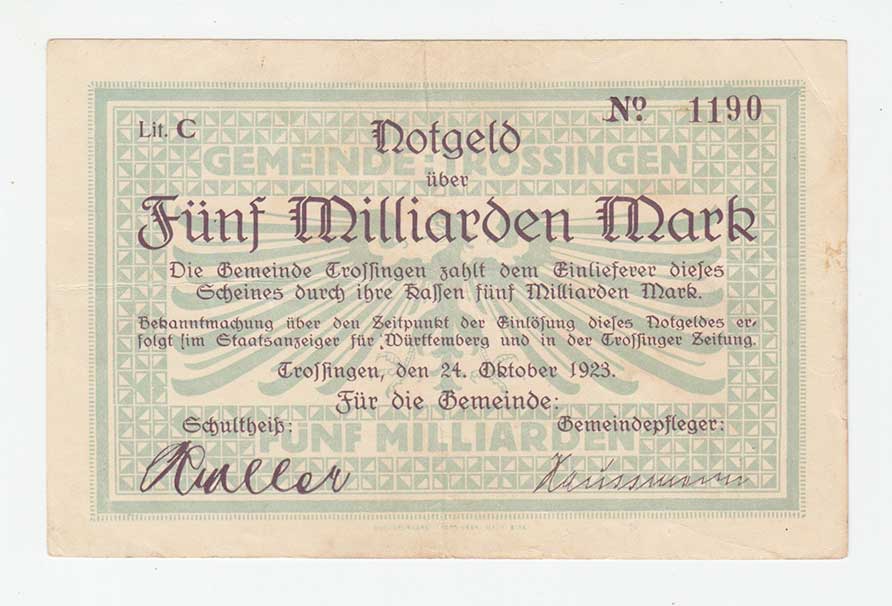 Lit. C
Nº 1190
Notgeld
GEMEINDE TROSSINGEN
über
Fünf Milliarden Mark
Die Gemeinde Trossingen zahlt dem Einlieferer dieses
Scheines durch ihre Kassen fünf Milliarden Mark.
Bekanntmachung über den Zeitpunkt der Einlösung dieses Notgeldes er-
folgt im Staatsanzeiger für Württemberg und in der Trossinger Zeitung.
Trossingen, den 24. Oktober 1923.
Für die Gemeinde:
Schultheiß:
Gemeindepfleger:
FÜNF MILLIARDEN
Haussmann